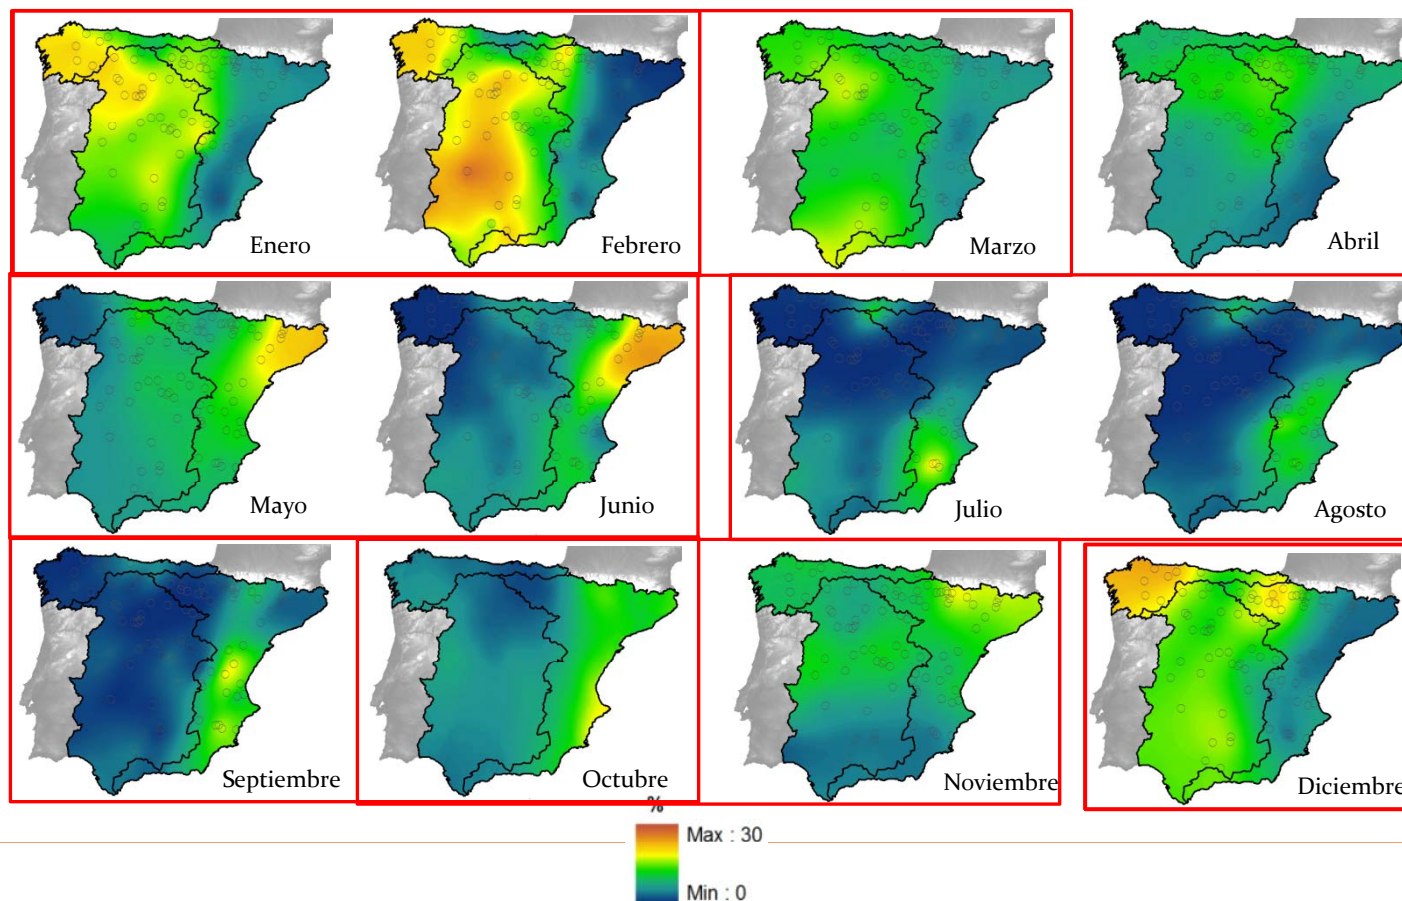 Enero
Febrero
Marzo
Abril
Mayo
Junio
Julio
Agosto
Septiembre
Octubre
Noviembre
Diciembre
%
Max : 30
Min : 0